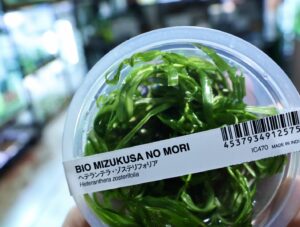 BIO MIZUKUSA NO MORI
ヘテランテラ・ゾステリフォリア
Heteranthera zosterifolia
4537934912575
IC470 MADE IN IND